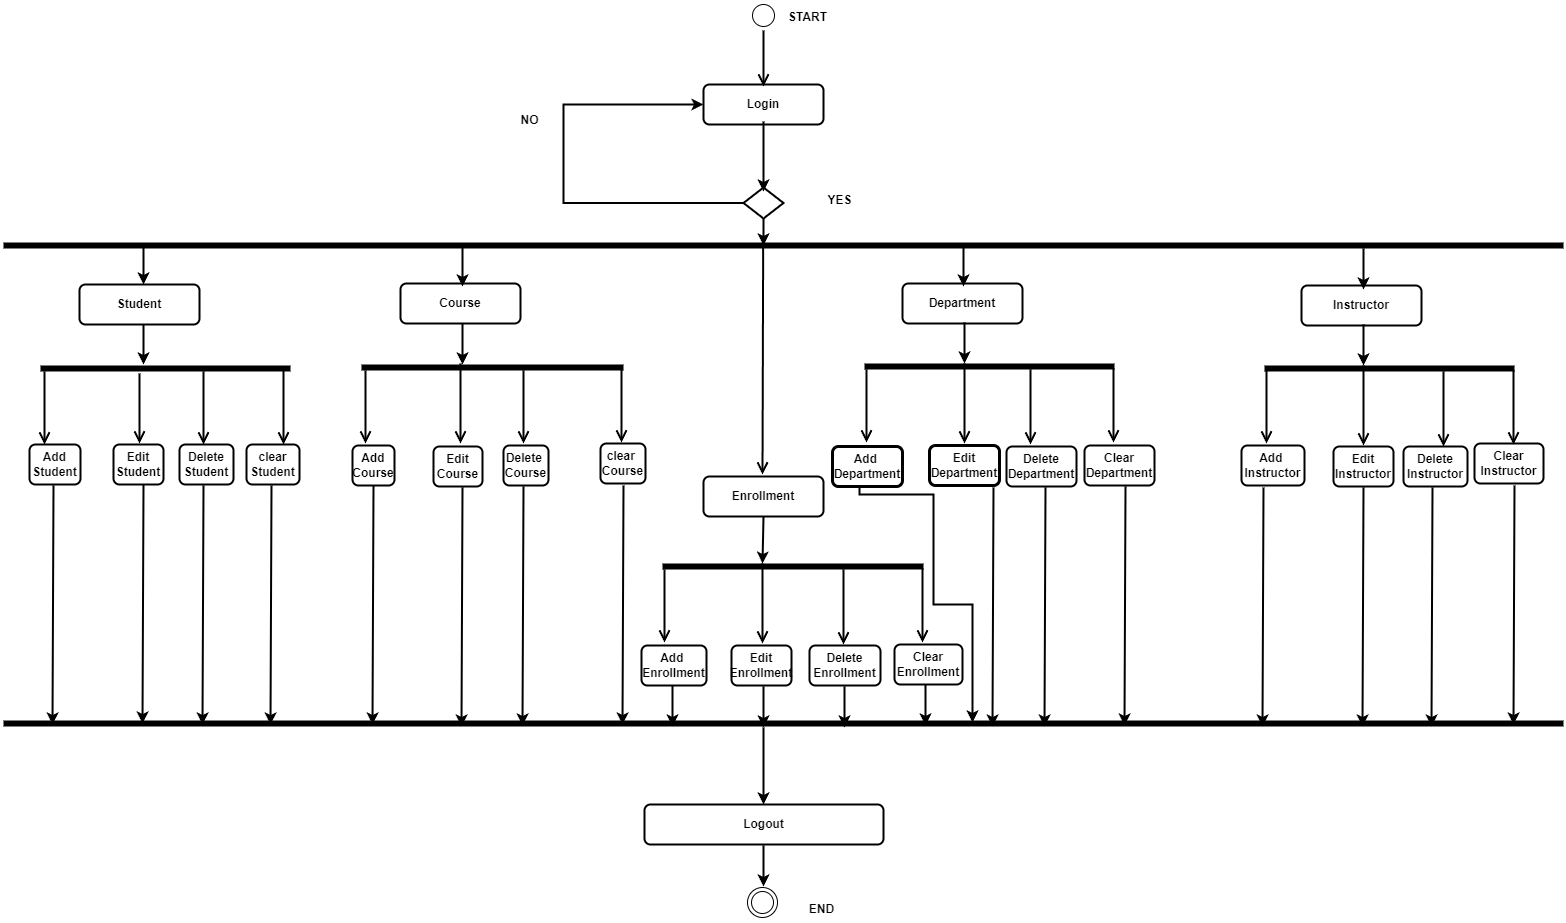 START
Login
NO
YES
Student
Course
Department
Instructor
Add
Student
Edit
Student
Delete
Student
clear
Student
Add
Course
Edit
Course
Delete
Course
clear
Course
Enrollment
Add
Department
Edit
Department
Delete
Department
Clear
Department
Add
Instructor
Edit
Instructor
Delete
Instructor
Clear
Instructor
Add
Enrollment
Edit
Enrollment
Delete
Enrollment
Clear
Enrollment
Logout
END